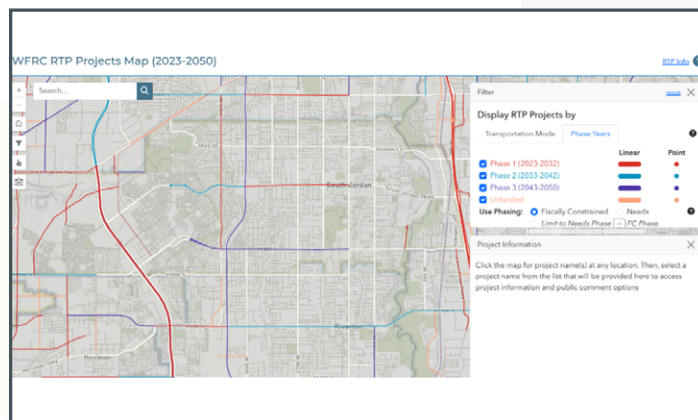 WFRC RTP Projects Map (2023-2050)
RTP Info
Search...
Filter
reset
Display RTP Projects by
Transportation Mode
Phase Years
Linear
Point
Phase 1 (2023-2032)
Phase 2 (2033-2042)
Phase 3 (2043-2050)
Unfunded
Use Phasing:
Fiscally Constrained
Needs
Limit to Needs Phase
FC Phase
Project Information
Click the map for project name(s) at any location. Then, select a
project name from the list that will be provided here to access
project information and public comment options
South Jordan
Riverton
Herriman